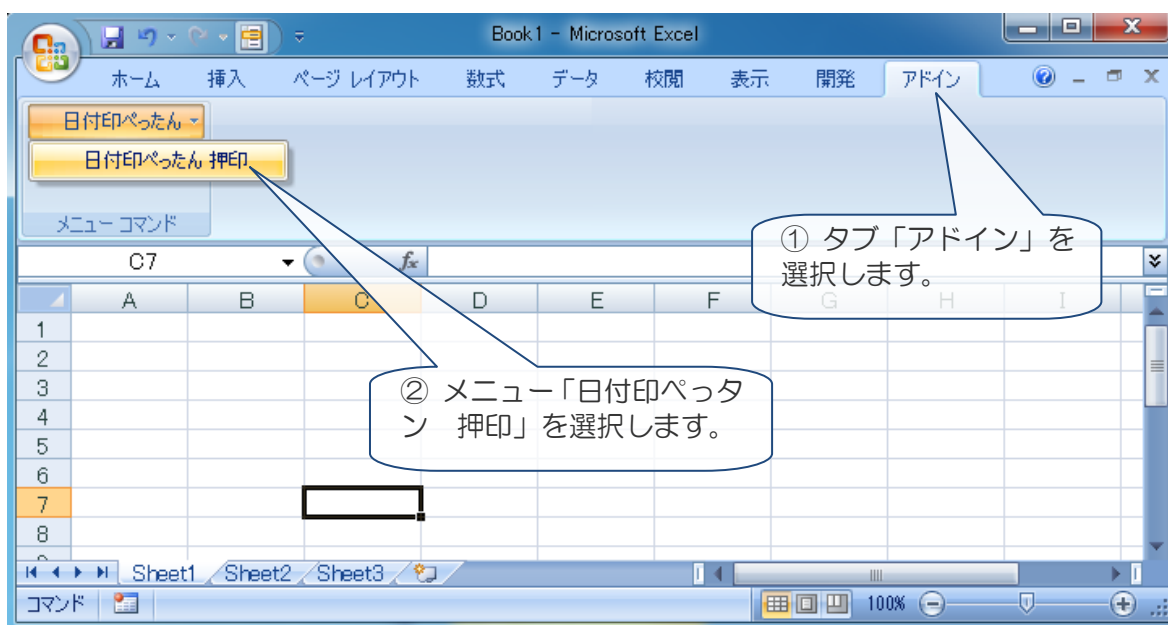 Book1 - Microsoft Excel
ホーム 挿入 ページ レイアウト 数式 データ 校閲 表示 開発 アドイン
日付印ぺったん
日付印ぺったん 押印
メニュー コマンド
① タブ「アドイン」を
選択します。
C7 fx
A B C D E F G H I
1
2
3
② メニュー「日付印ぺっタ
ン 押印」を選択します。
4
5
6
7
8
Sheet1 Sheet2 Sheet3
コマンド 100%